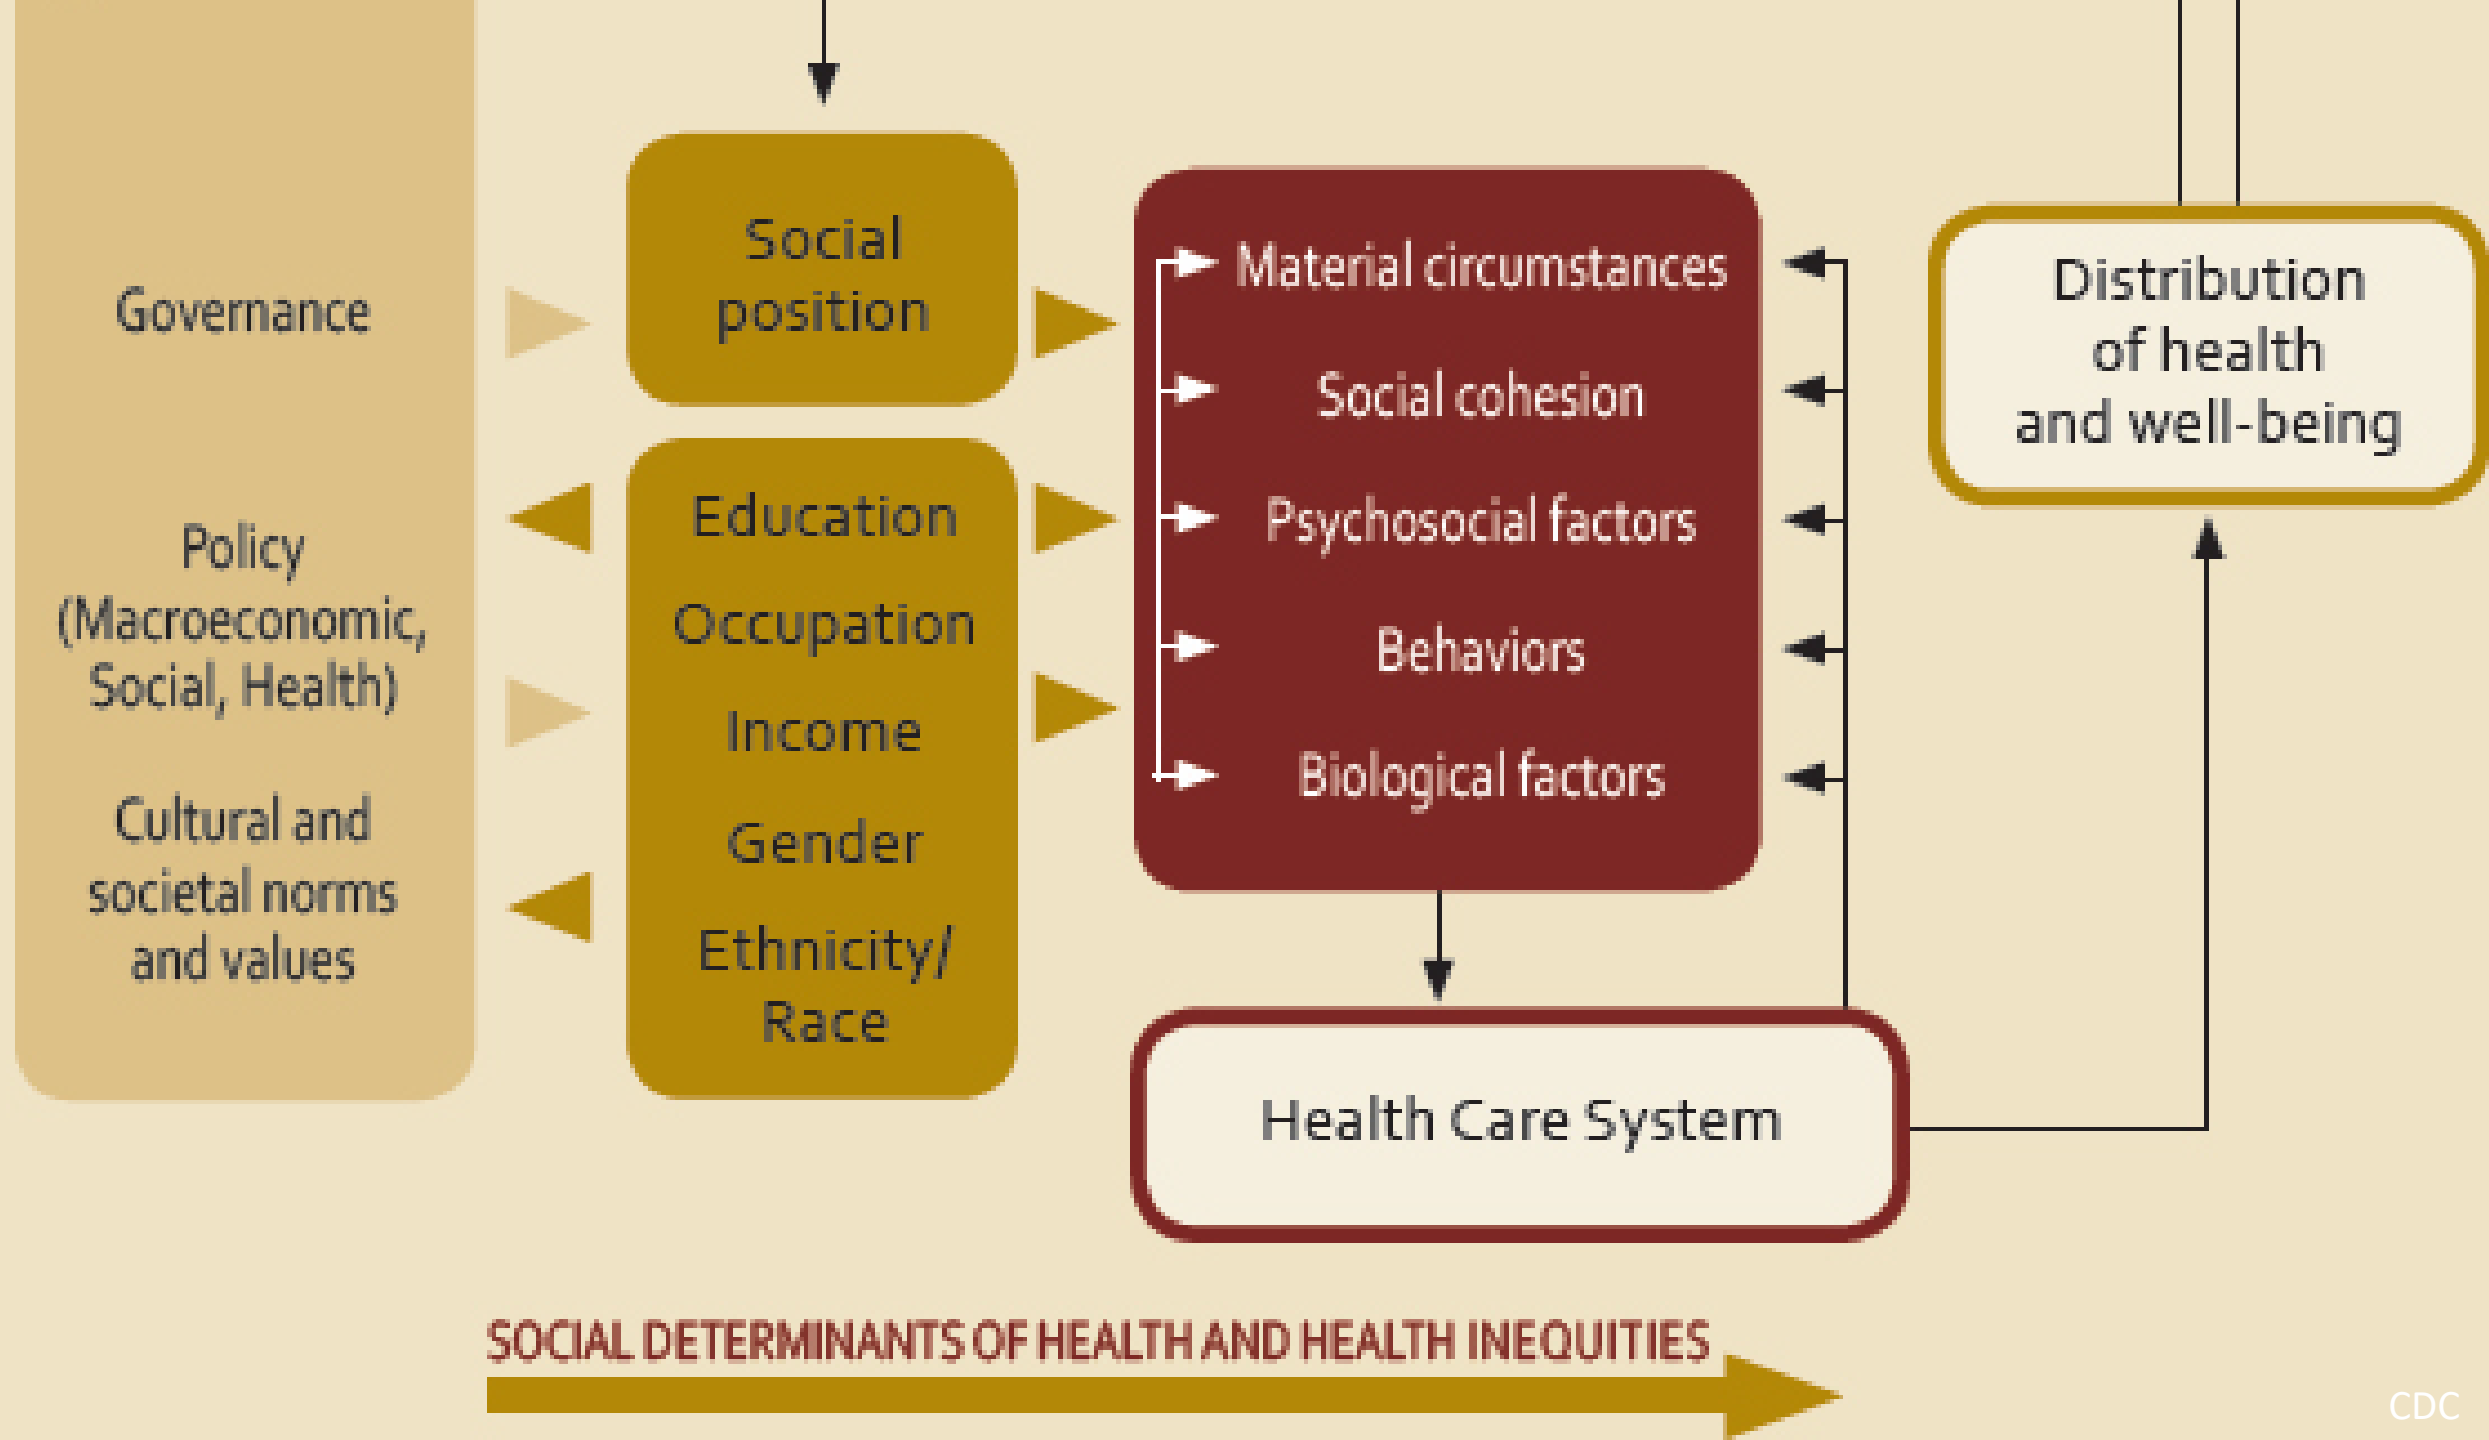 Governance
Policy
(Macroeconomic,
Social, Health)
Cultural and
societal norms
and values
Social
position
Education
Occupation
Income
Gender
Ethnicity/
Race
Material circumstances
Social cohesion
Psychosocial factors
Behaviors
Biological factors
Health Care System
Distribution
of health
and well-being
SOCIAL DETERMINANTS OF HEALTH AND HEALTH INEQUITIES
CDC